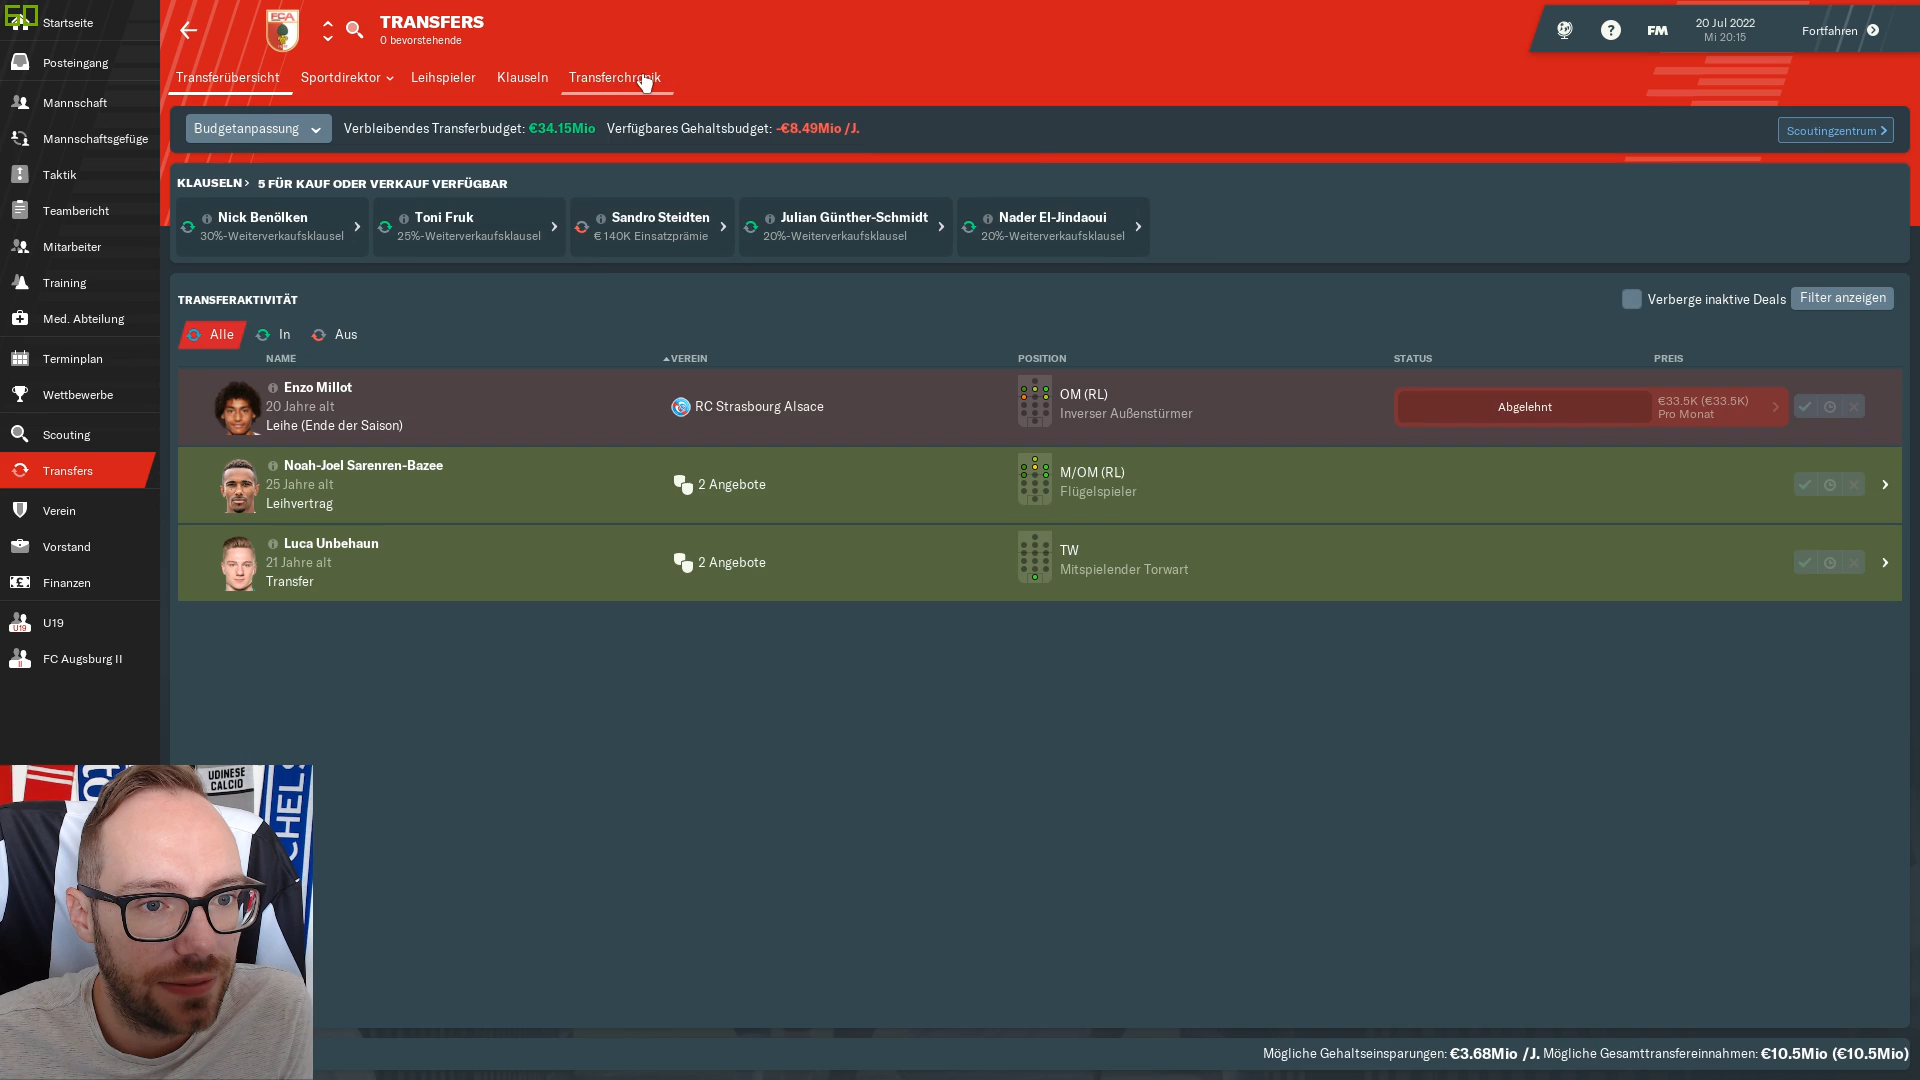 60
Startseite
Posteingang
Mannschaft
Mannschaftsgefüge
Taktik
Teambericht
Mitarbeiter
Training
Med. Abteilung
Terminplan
Wettbewerbe
Scouting
Transfers
Verein
Vorstand
Finanzen
U19
U19
FC Augsburg II
II
FCA
TRANSFERS
0 bevorstehende
?
FM
20 Jul 2022
Mi 20:15
Fortfahren
Transferübersicht Sportdirektor Leihspieler Klauseln
Budgetanpassung Verbleibendes Transferbudget: €34.15Mio Verfügbares Gehaltsbudget: -€8.49Mio /J. Scoutingzentrum
KLAUSELN> 5 FÜR KAUF ODER VERKAUF VERFÜGBAR
Nick Benölken
30%-Weiterverkaufsklausel
Toni Fruk
25%-Weiterverkaufsklausel
Sandro Steidten
€140K Einsatzprämie
Julian Günther-Schmidt
20%-Weiterverkaufsklausel
Nader El-Jindaoui
20%-Weiterverkaufsklausel
TRANSFERAKTIVITÄT
Verberge inaktive Deals Filter anzeigen
Alle In Aus
NAME VEREIN POSITION STATUS PREIS
Enzo Millot
20 Jahre alt
Leihe (Ende der Saison)
RC Strasbourg Alsace
OM (RL)
Inverser Außenstürmer
Abgelehnt
€33.5K (€33.5K)
Pro Monat
Noah-Joel Sarenren-Bazee
25 Jahre alt
Leihvertrag
2 Angebote
M/OM (RL)
Flügelspieler
Luca Unbehaun
21 Jahre alt
Transfer
2 Angebote
TW
Mitspielender Torwart
UDINESE
CALCIO
CHELS
Mögliche Gehaltseinsparungen: €3.68Mio /J. Mögliche Gesamttransfereinnahmen: €10.5Mio (€10.5Mio)